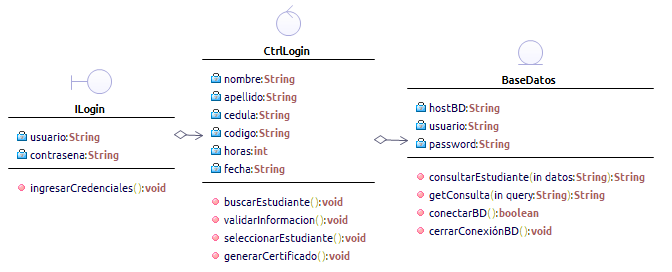 ILogin
usuario:String
contrasena:String
ingresarCredenciales():void
CtrlLogin
nombre:String
apellido:String
cedula:String
codigo:String
horas:int
fecha:String
buscarEstudiante():void
validarInformacion():void
seleccionarEstudiante():void
generarCertificado():void
BaseDatos
hostBD:String
usuario:String
password:String
consultarEstudiante(in datos:String):String
getConsulta(in query:String):String
conectarBD():boolean
cerrarConexiónBD():void